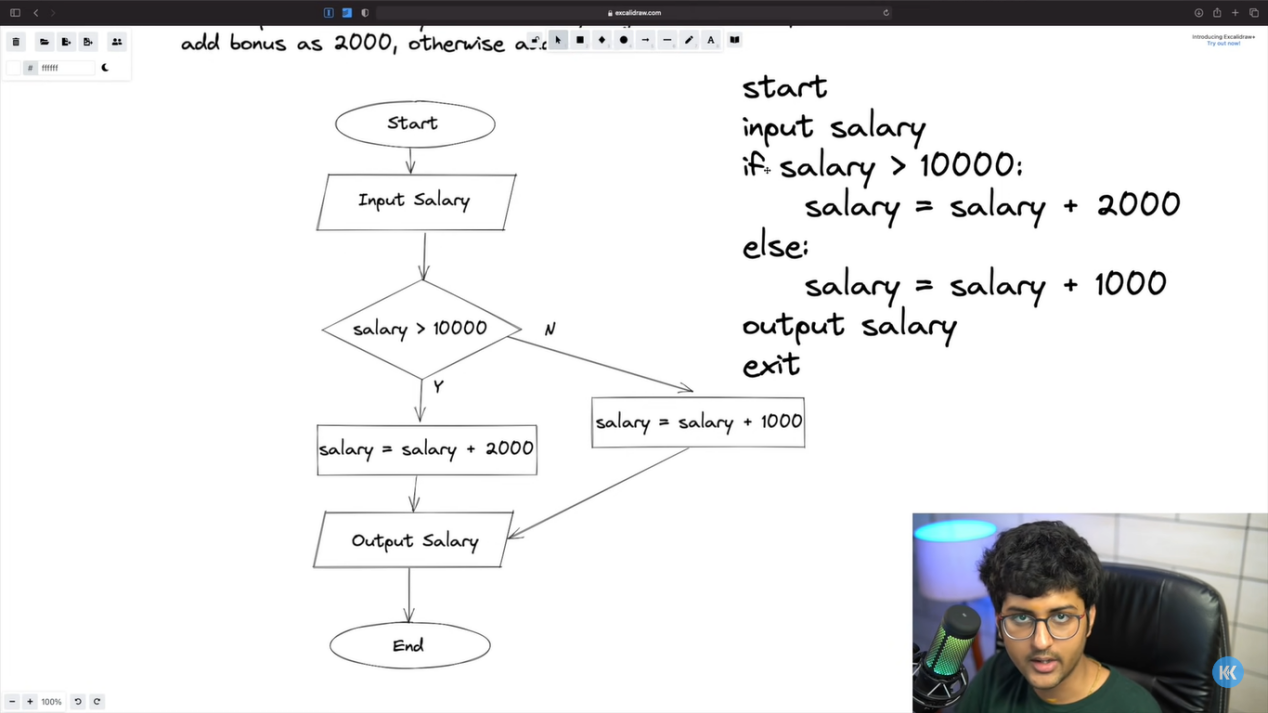 excalidraw.com
Introducing Excalidraw+
Try out now!
add bonus as 2000, otherwise
A
# ffffff
Start
Input Salary
salary > 10000
N
Y
salary = salary + 1000
salary = salary + 2000
Output Salary
End
start
input salary
if salary > 10000:
salary = salary + 2000
else:
salary = salary + 1000
output salary
exit
100%
KK